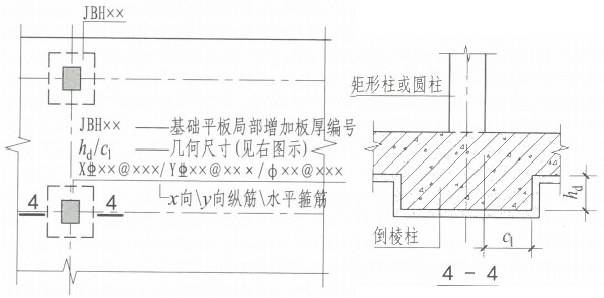 JBH××
JBH×× 基础平板局部增加板厚编号
hd/c1 几何尺寸(见右图示)
XΦ××@×××/YΦ××@×××/ϕ××@×××
x向\y向纵筋\水平箍筋
4 4
矩形柱或圆柱
倒棱柱
hd
c1
4-4